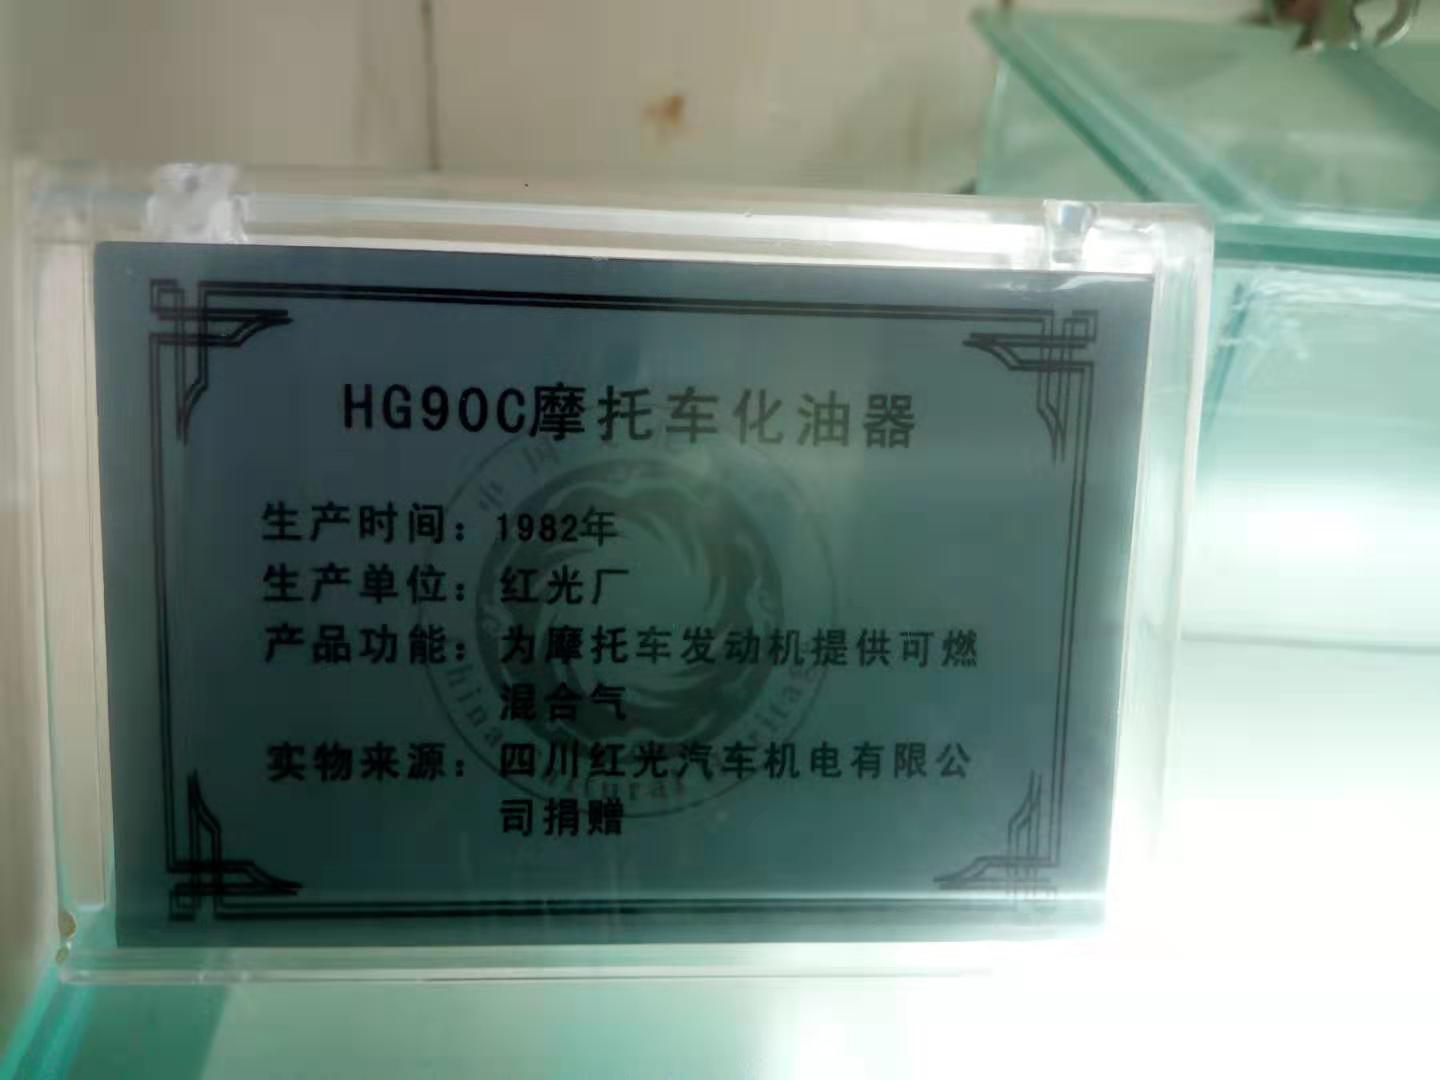 HG90C摩托车化油器
生产时间：1982年
生产单位：红光厂
产品功能：为摩托车发动机提供可燃
混合气
实物来源：四川红光汽车机电有限公
司捐赠